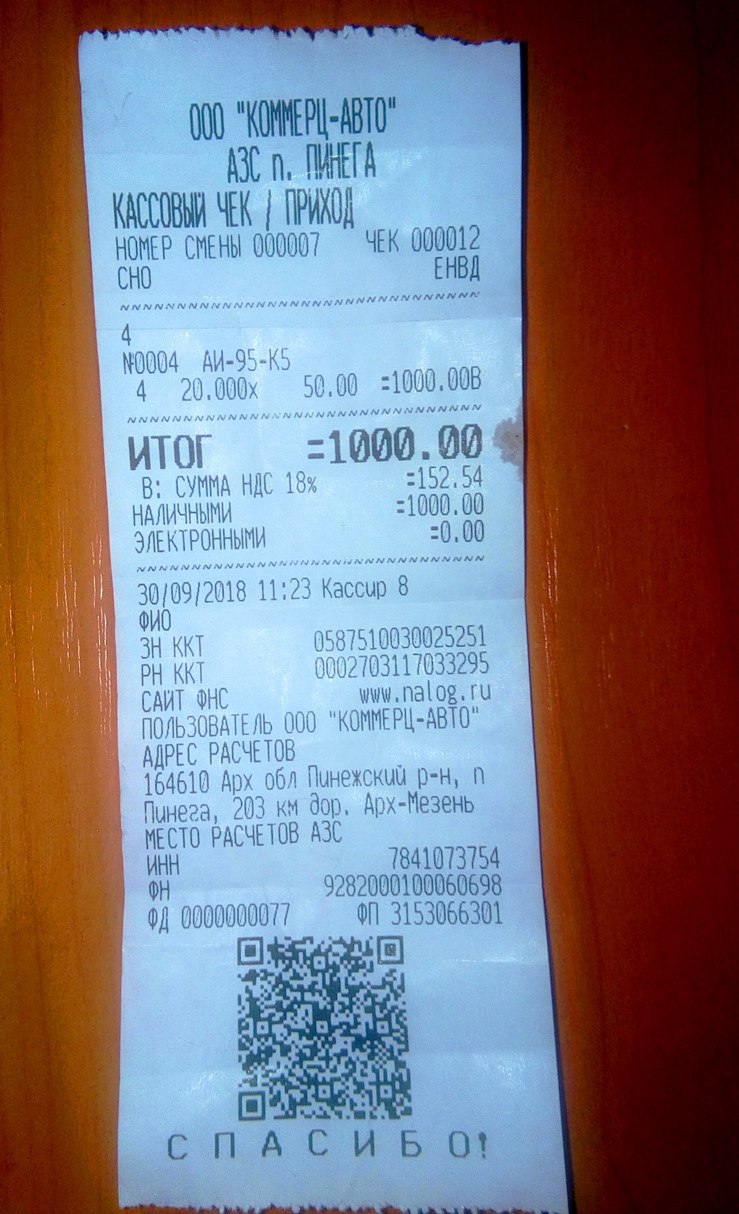 ООО "КОММЕРЦ-АВТО"
АЗС п. ПИНЕГА
КАССОВЫЙ ЧЕК / ПРИХОД
НОМЕР СМЕНЫ 000007 ЧЕК 000012
СНО ЕНВД
~~~~~~~~~~~~~~~~~~~~~~~~~~~~~~~~
4
№0004 АИ-95-К5
4 20.000x 50.00 =1000.00В
~~~~~~~~~~~~~~~~~~~~~~~~~~~~~~~~
ИТОГ =1000.00
В: СУММА НДС 18% =152.54
НАЛИЧНЫМИ =1000.00
ЭЛЕКТРОННЫМИ =0.00
~~~~~~~~~~~~~~~~~~~~~~~~~~~~~~~~
30/09/2018 11:23 Кассир 8
ФИО
ЗН ККТ 0587510030025251
РН ККТ 0002703117033295
САЙТ ФНС www.nalog.ru
ПОЛЬЗОВАТЕЛЬ ООО "КОММЕРЦ-АВТО"
АДРЕС РАСЧЕТОВ
164610 Арх обл Пинежский р-н, п
Пинега, 203 км дор. Арх-Мезень
МЕСТО РАСЧЕТОВ АЗС
ИНН 7841073754
ФН 9282000100060698
ФД 0000000077 ФП 3153066301
СПАСИБО!